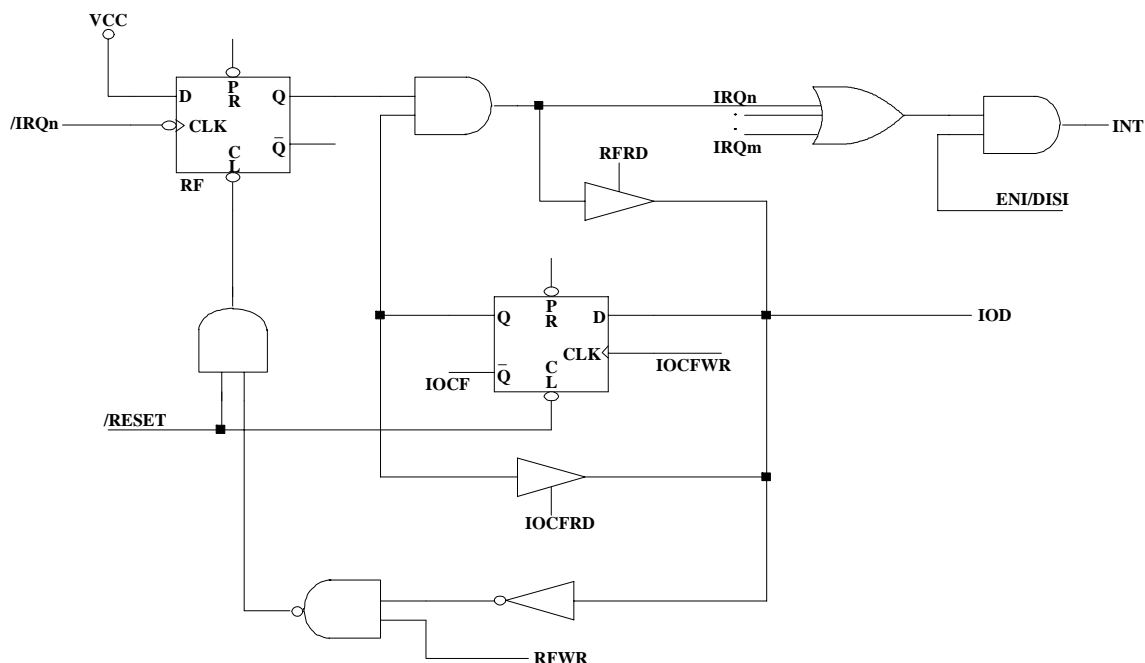 VCC
P
R
D
Q
/IRQn
CLK
Q
C
L
RF
IRQn
IRQm
INT
RFRD
ENI/DISI
P
R
Q
D
IOD
CLK
IOCFWR
IOCF
Q
C
L
/RESET
IOCFRD
RFWR